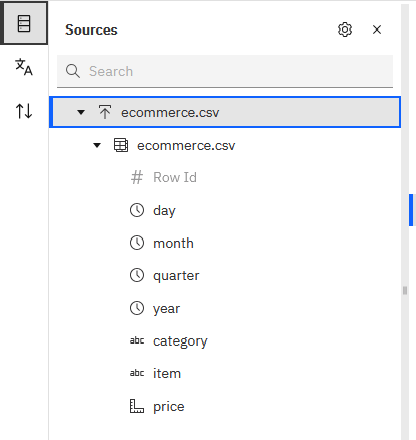 Sources
Search
ecommerce.csv
ecommerce.csv
# Row Id
day
month
quarter
year
abc category
abc item
price